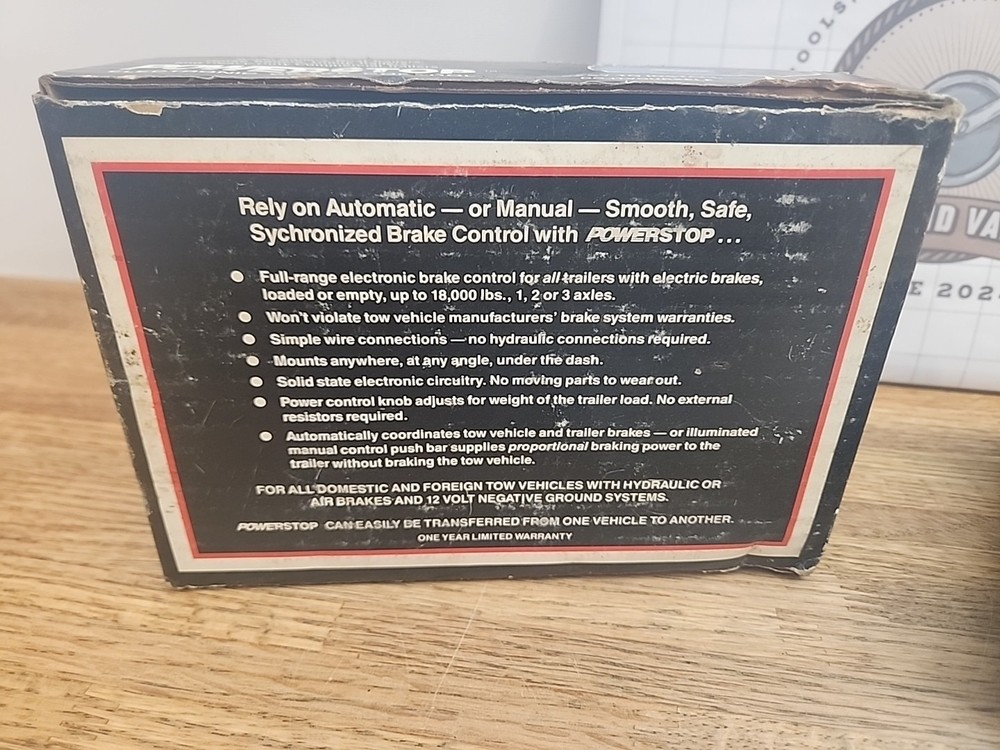 Rely on Automatic — or Manual — Smooth, Safe,
Sychronized Brake Control with POWERSTOP...
Full-range electronic brake control for all trailers with electric brakes,
loaded or empty, up to 18,000 lbs., 1, 2 or 3 axles.
Won't violate tow vehicle manufacturers' brake system warranties.
Simple wire connections — no hydraulic connections required.
Mounts anywhere, at any angle, under the dash.
Solid state electronic circuitry. No moving parts to wear out.
Power control knob adjusts for weight of the trailer load. No external
resistors required.
Automatically coordinates tow vehicle and trailer brakes — or illuminated
manual control push bar supplies proportional braking power to the
trailer without braking the tow vehicle.
FOR ALL DOMESTIC AND FOREIGN TOW VEHICLES WITH HYDRAULIC OR
AIR BRAKES AND 12 VOLT NEGATIVE GROUND SYSTEMS.
POWERSTOP CAN EASILY BE TRANSFERRED FROM ONE VEHICLE TO ANOTHER.
ONE YEAR LIMITED WARRANTY